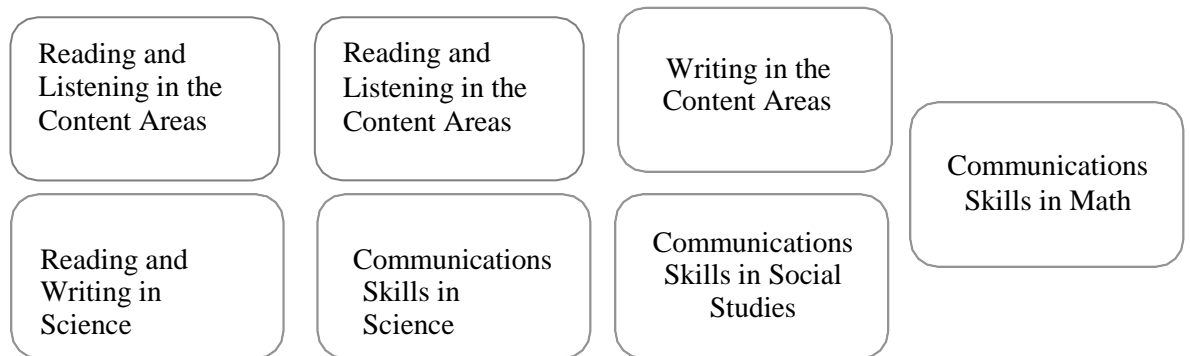 Reading and
Listening in the
Content Areas
Reading and
Listening in the
Content Areas
Writing in the
Content Areas
Communications
Skills in Math
Reading and
Writing in
Science
Communications
Skills in
Science
Communications
Skills in Social
Studies